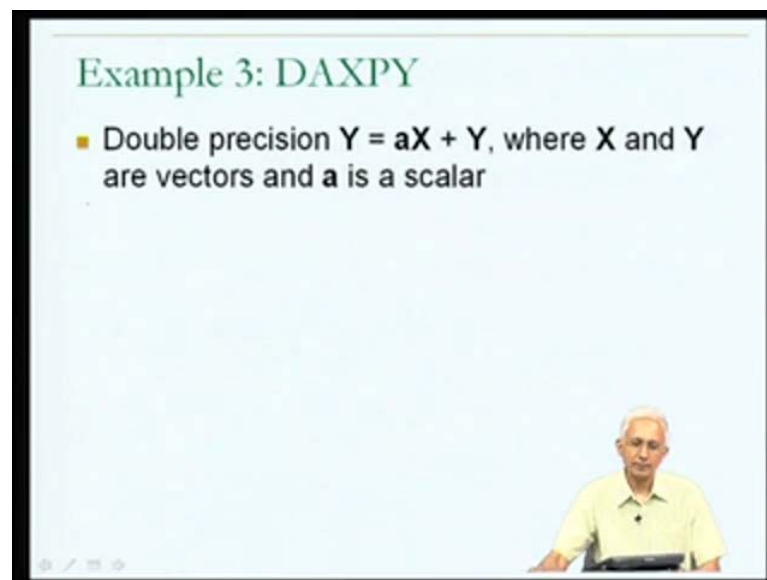 Example 3: DAXPY
■ Double precision Y = aX + Y, where X and Y
are vectors and a is a scalar